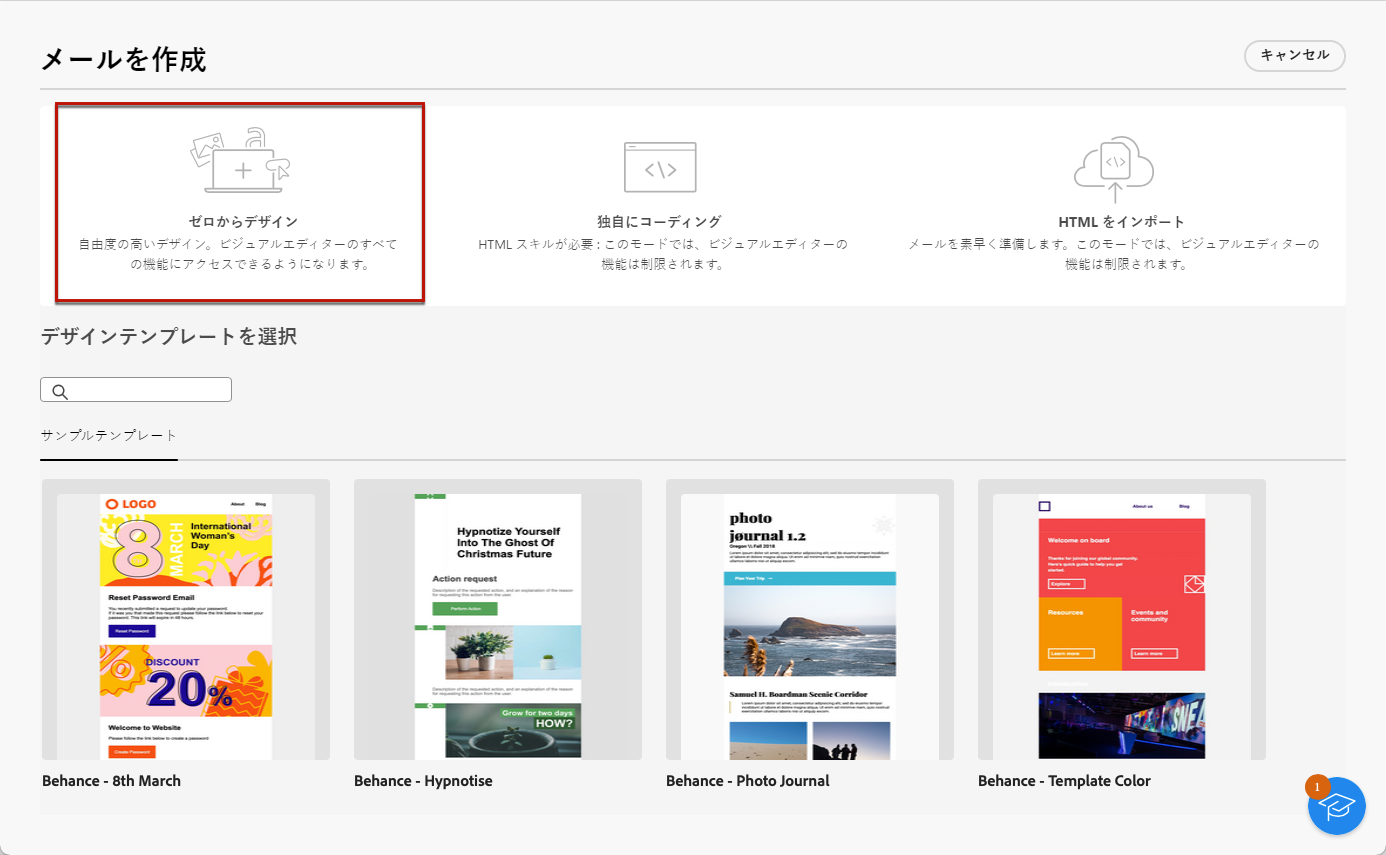 メールを作成
キャンセル
ゼロからデザイン
自由度の高いデザイン。ビジュアルエディターのすべて
の機能にアクセスできるようになります。
独自にコーディング
HTML スキルが必要 : このモードでは、ビジュアルエディターの
機能は制限されます。
HTML をインポート
メールを素早く準備します。このモードでは、ビジュアルエディターの
機能は制限されます。
デザインテンプレートを選択
サンプルテンプレート
LOGO
About Blog
8 MARCH
International
Woman's
Day
Reset Password Email
You recently submitted a request to update your password.
If it was you that made this request please follow the link below to reset your
password. This link will expire in 48 hours.
Reset Password
DISCOUNT
20%
Welcome to Website
Please follow the link below to create a password
Create Password
Behance - 8th March
Hypnotize Yourself
Into The Ghost Of
Christmas Future
Action request
Description of the requested action, and an explanation of the reason
for requesting this action from the user.
Perform Action
Description of the requested action, and an explanation of the reason
for requesting this action from the user.
Grow for two days
HOW?
Behance - Hypnotise
photo
journal 1.2
Oregon \\ Fall 2018
Lorem ipsum dolor sit amet, consectetur adipiscing elit, sed do eiusmo tempor incididunt
Plan Your Trip →
Samuel H. Boardman Scenic Corridor
Behance - Photo Journal
About us Blog
Welcome on board
Thanks for joining our global community.
Here's quick guide to help you get
started.
Explore
Resources
Learn more
Events and
community
Learn more
SNEA
Behance - Template Color
1